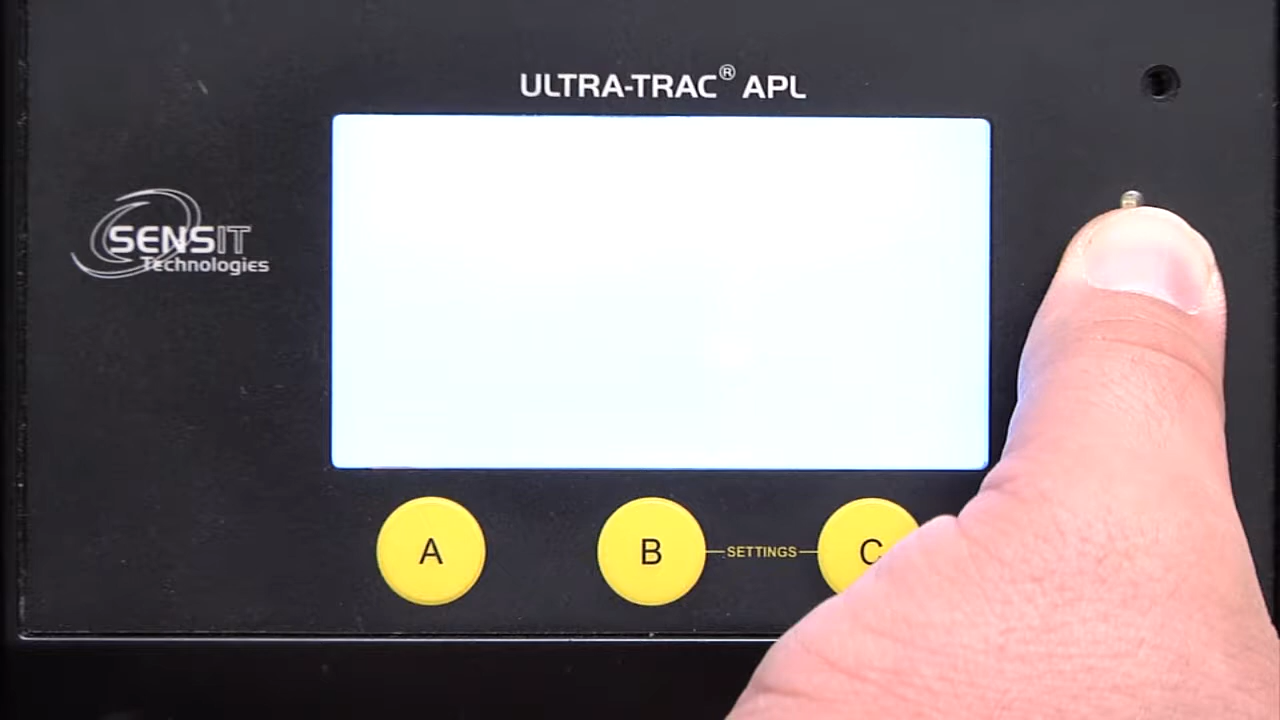 ULTRA-TRAC® APL
SENSIT
Technologies
A
B
SETTINGS
C